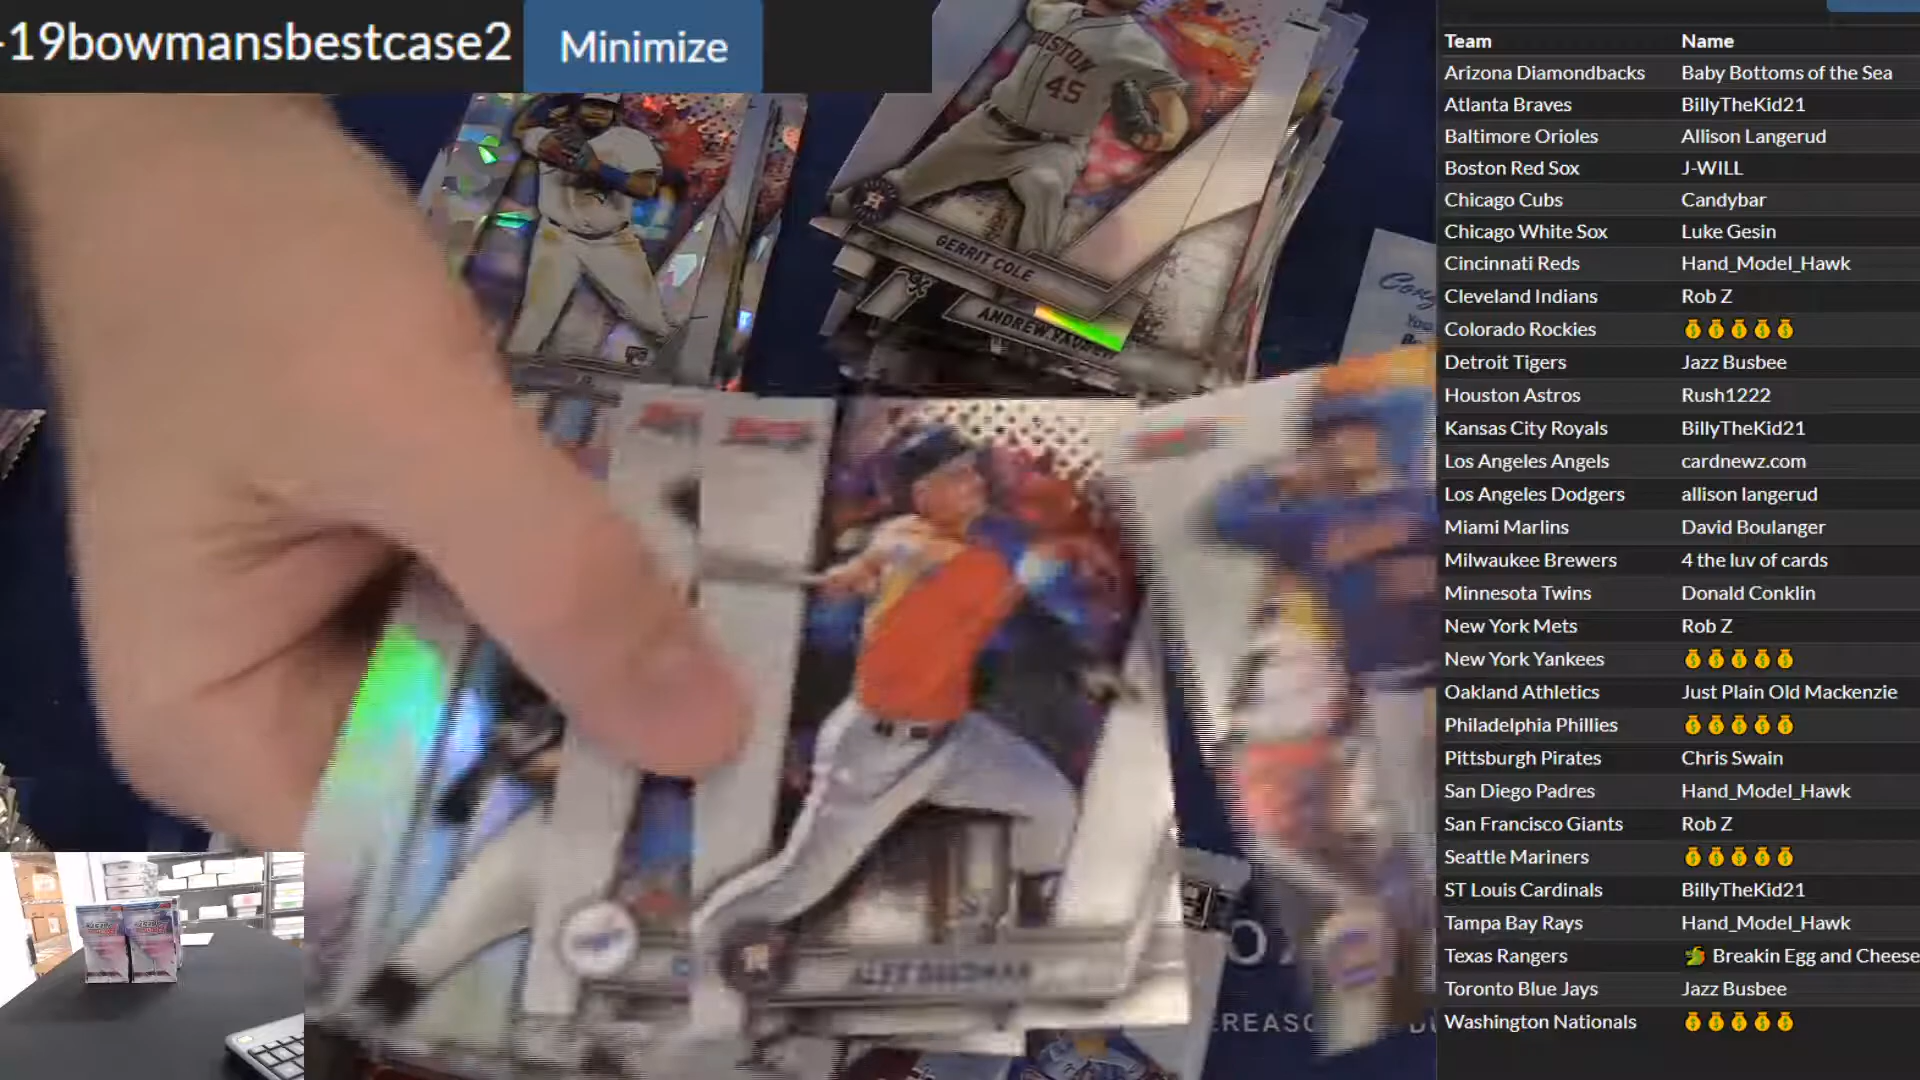 -19bowmansbestcase2 Minimize
HOUSTON
45
GERRIT COLE
Team Name
Arizona Diamondbacks Baby Bottoms of the Sea
Atlanta Braves BillyTheKid21
Baltimore Orioles Allison Langerud
Boston Red Sox J-WILL
Chicago Cubs Candybar
Chicago White Sox Luke Gesin
Cincinnati Reds Hand_Model_Hawk
Cleveland Indians Rob Z
Colorado Rockies 💰💰💰💰💰
Detroit Tigers Jazz Busbee
Houston Astros Rush1222
Kansas City Royals BillyTheKid21
Los Angeles Angels cardnewz.com
Los Angeles Dodgers allison langerud
Miami Marlins David Boulanger
Milwaukee Brewers 4 the luv of cards
Minnesota Twins Donald Conklin
New York Mets Rob Z
New York Yankees 💰💰💰💰💰
Oakland Athletics Just Plain Old Mackenzie
Philadelphia Phillies 💰💰💰💰💰
Pittsburgh Pirates Chris Swain
San Diego Padres Hand_Model_Hawk
San Francisco Giants Rob Z
Seattle Mariners 💰💰💰💰💰
ST Louis Cardinals BillyTheKid21
Tampa Bay Rays Hand_Model_Hawk
Texas Rangers 🐲 Breakin Egg and Cheese
Toronto Blue Jays Jazz Busbee
Washington Nationals 💰💰💰💰💰
ANDREW
ALEX BREGMAN